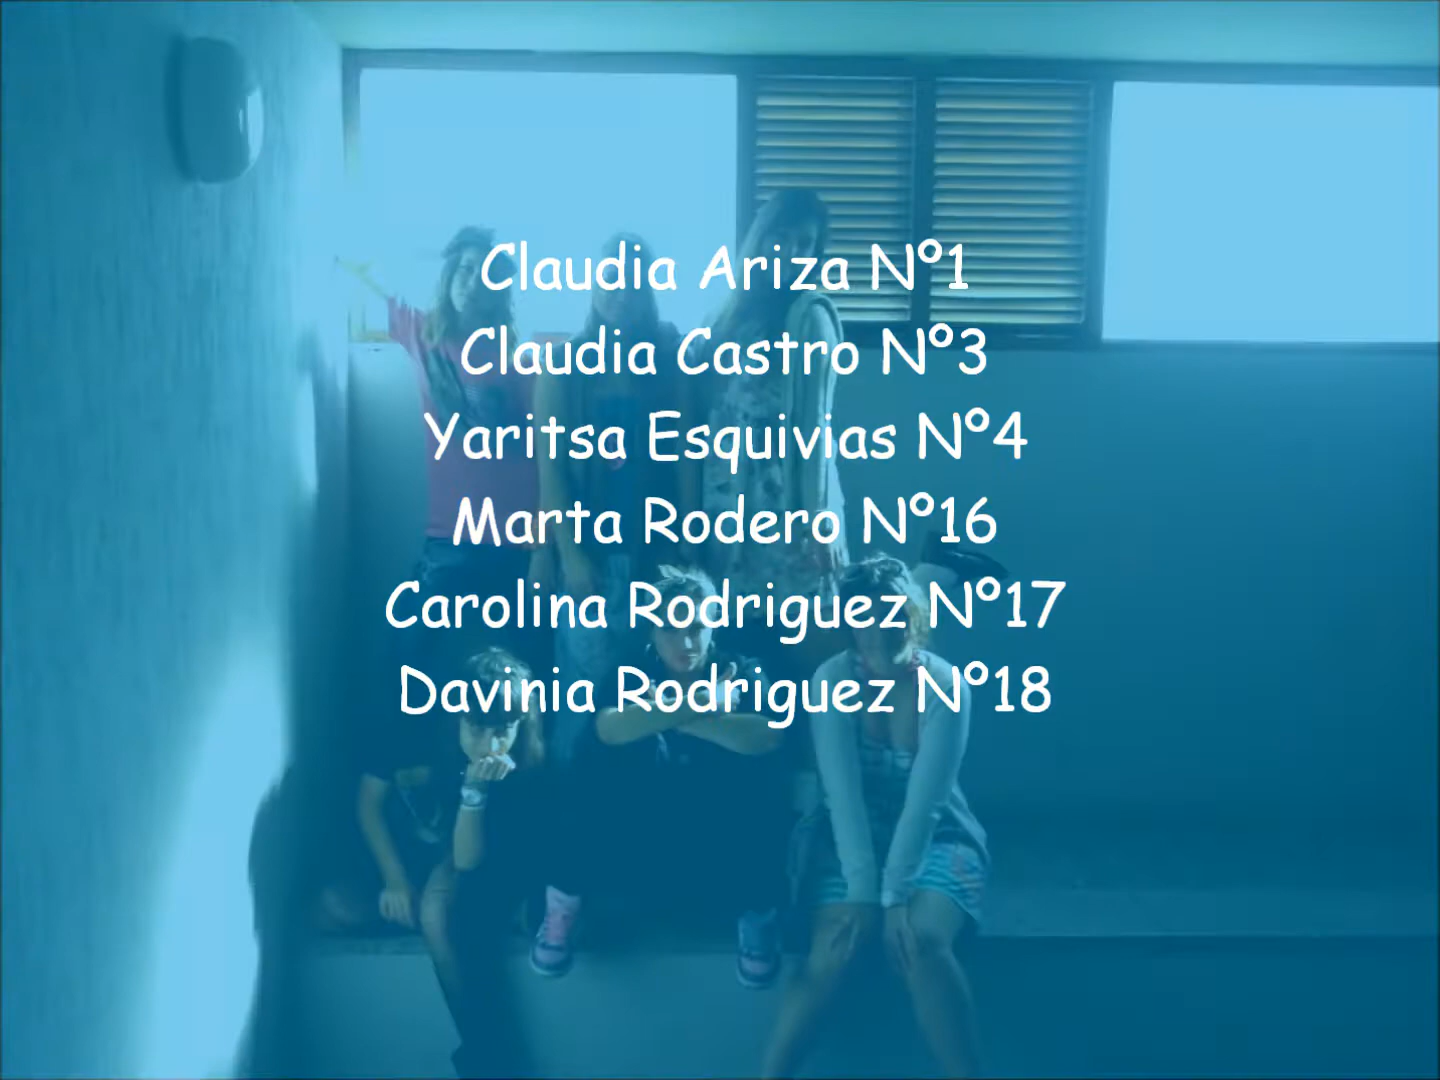 Claudia Ariza Nº1
Claudia Castro Nº3
Yaritsa Esquivias Nº4
Marta Rodero Nº16
Carolina Rodriguez Nº17
Davinia Rodriguez Nº18